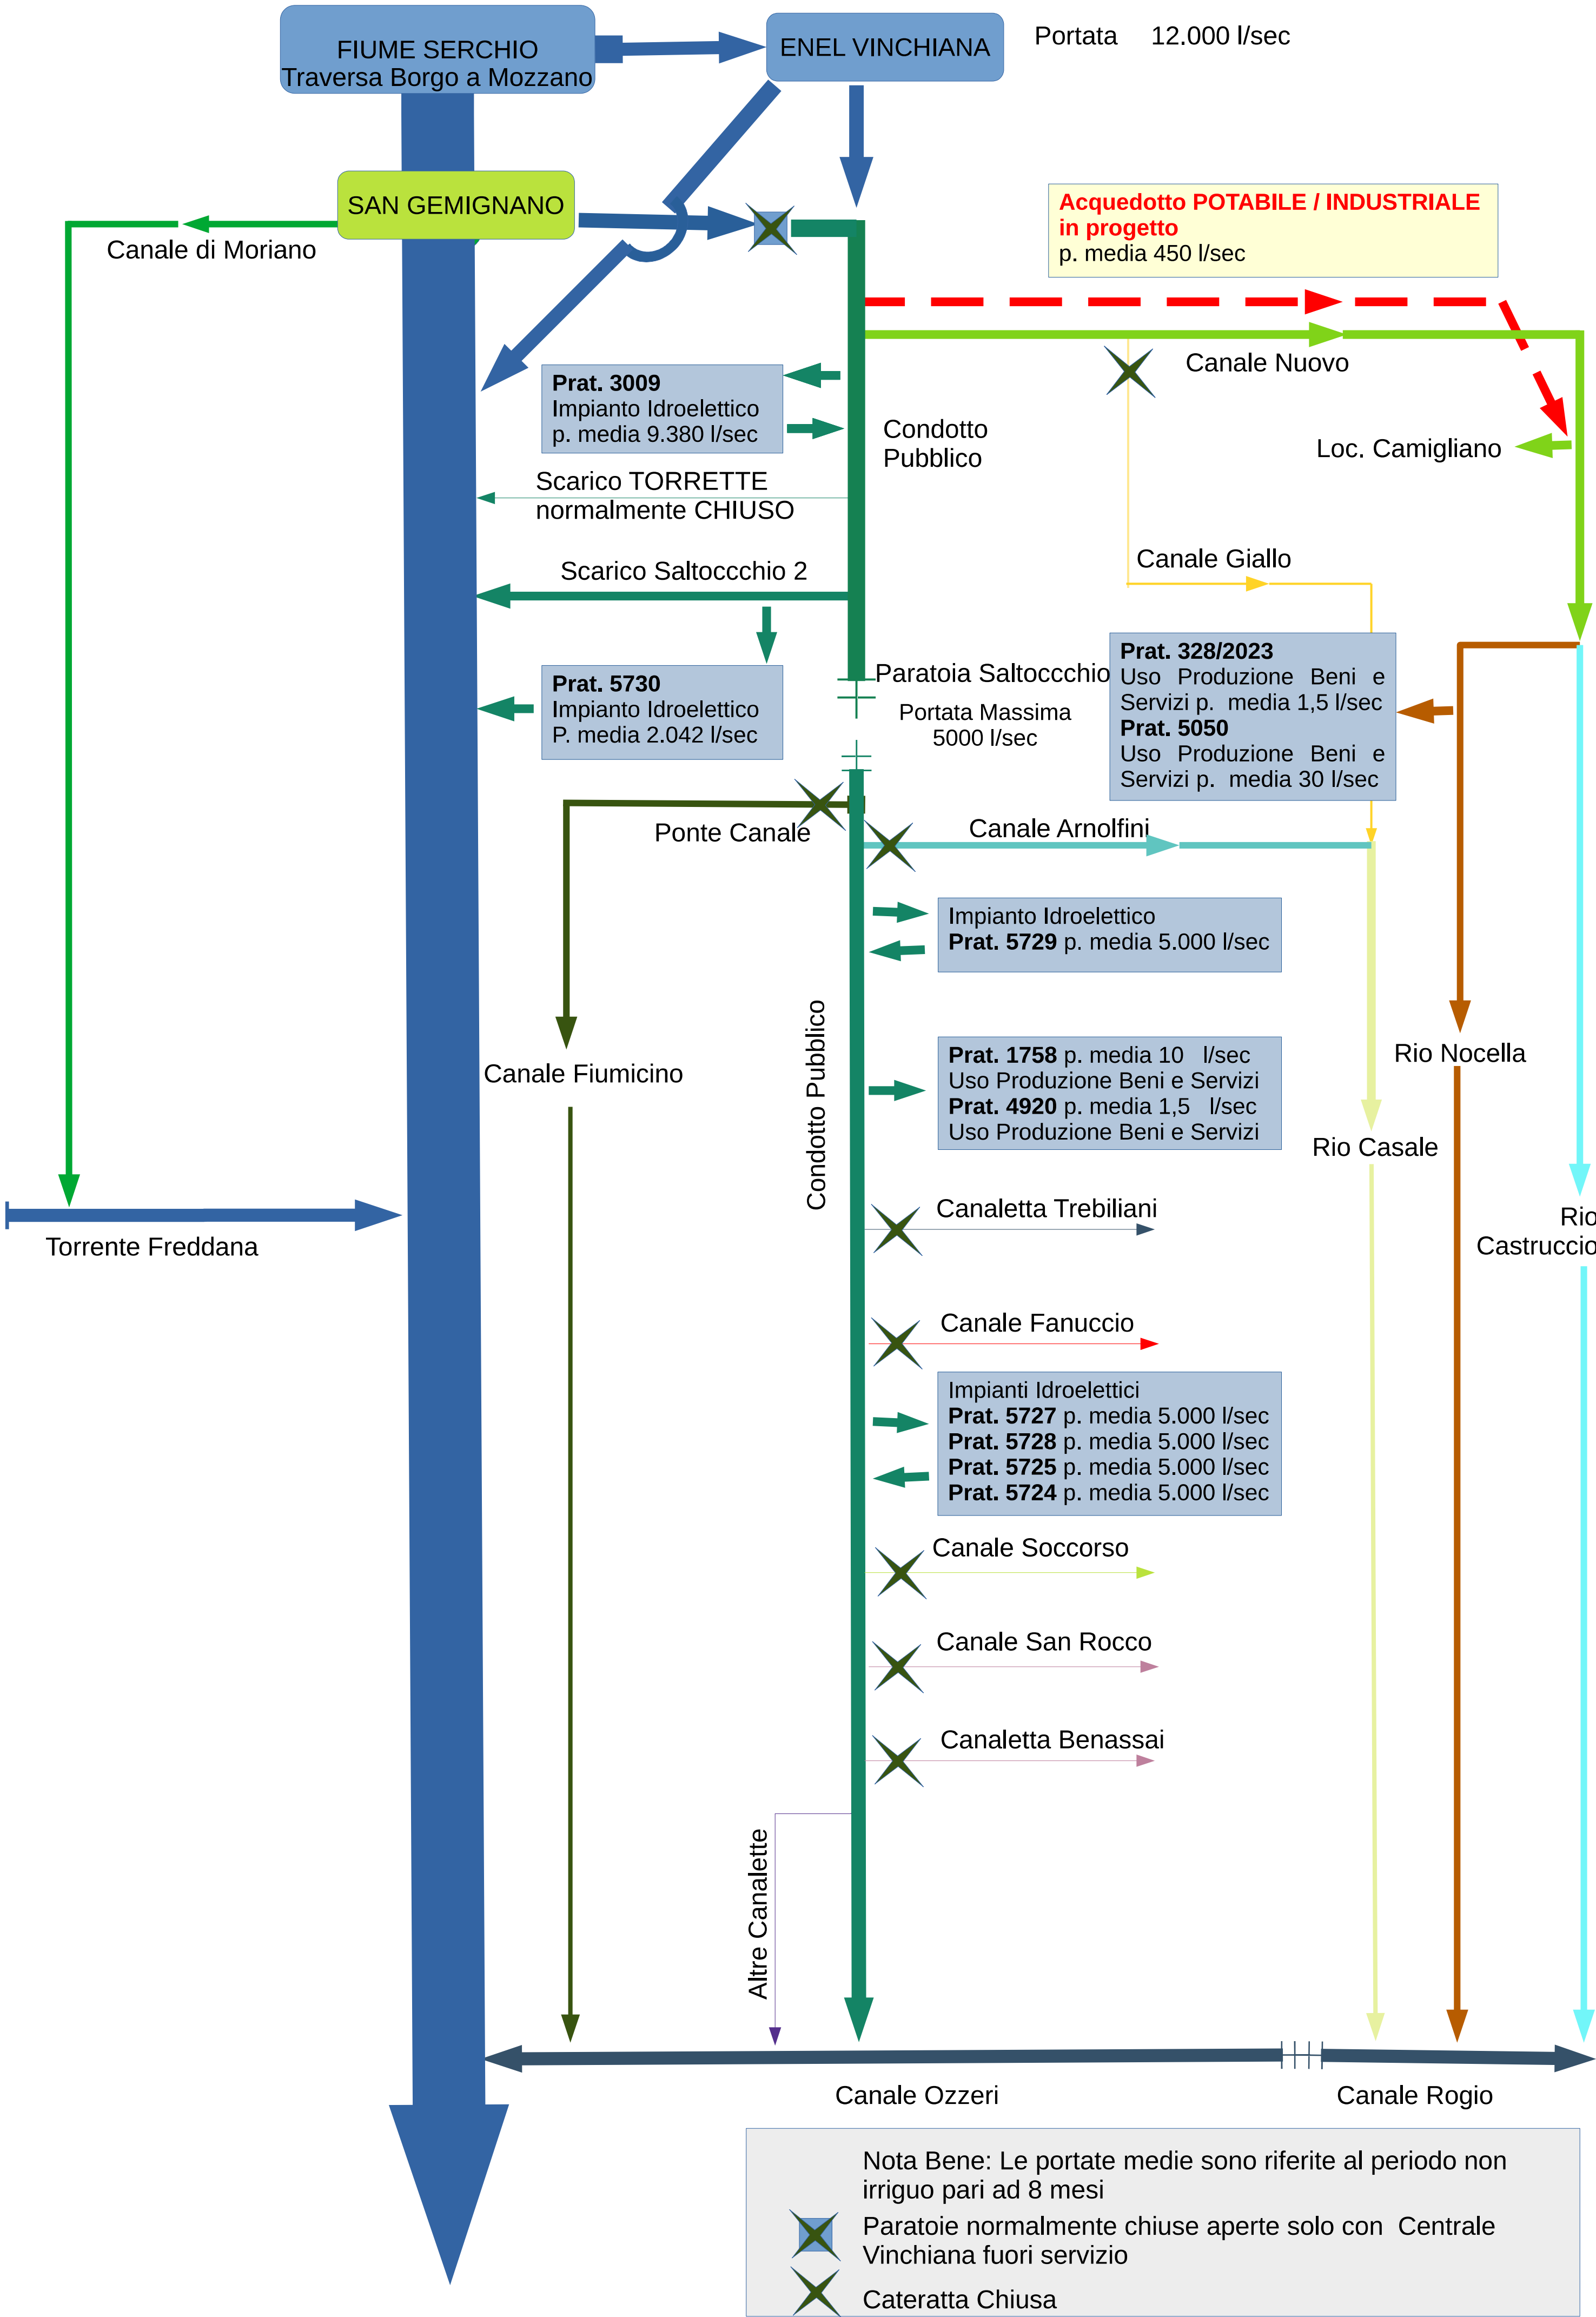 FIUME SERCHIO
Traversa Borgo a Mozzano
ENEL VINCHIANA
Portata 12.000 l/sec
SAN GEMIGNANO
Canale di Moriano
Acquedotto POTABILE / INDUSTRIALE
in progetto
p. media 450 l/sec
Canale Nuovo
Prat. 3009
Impianto Idroelettico
p. media 9.380 l/sec
Condotto
Pubblico
Loc. Camigliano
Scarico TORRETTE
normalmente CHIUSO
Canale Giallo
Scarico Saltoccchio 2
Prat. 5730
Impianto Idroelettico
P. media 2.042 l/sec
Paratoia Saltoccchio
Portata Massima
5000 l/sec
Prat. 328/2023
Uso Produzione Beni e
Servizi p. media 1,5 l/sec
Prat. 5050
Uso Produzione Beni e
Servizi p. media 30 l/sec
Ponte Canale
Canale Arnolfini
Impianto Idroelettico
Prat. 5729 p. media 5.000 l/sec
Condotto Pubblico
Canale Fiumicino
Prat. 1758 p. media 10 l/sec
Uso Produzione Beni e Servizi
Prat. 4920 p. media 1,5 l/sec
Uso Produzione Beni e Servizi
Rio Nocella
Rio Casale
Canaletta Trebiliani
Rio
Castruccio
Torrente Freddana
Canale Fanuccio
Impianti Idroelettici
Prat. 5727 p. media 5.000 l/sec
Prat. 5728 p. media 5.000 l/sec
Prat. 5725 p. media 5.000 l/sec
Prat. 5724 p. media 5.000 l/sec
Canale Soccorso
Canale San Rocco
Canaletta Benassai
Altre Canalette
Canale Ozzeri
Canale Rogio
Nota Bene: Le portate medie sono riferite al periodo non
irriguo pari ad 8 mesi
Paratoie normalmente chiuse aperte solo con Centrale
Vinchiana fuori servizio
Cateratta Chiusa